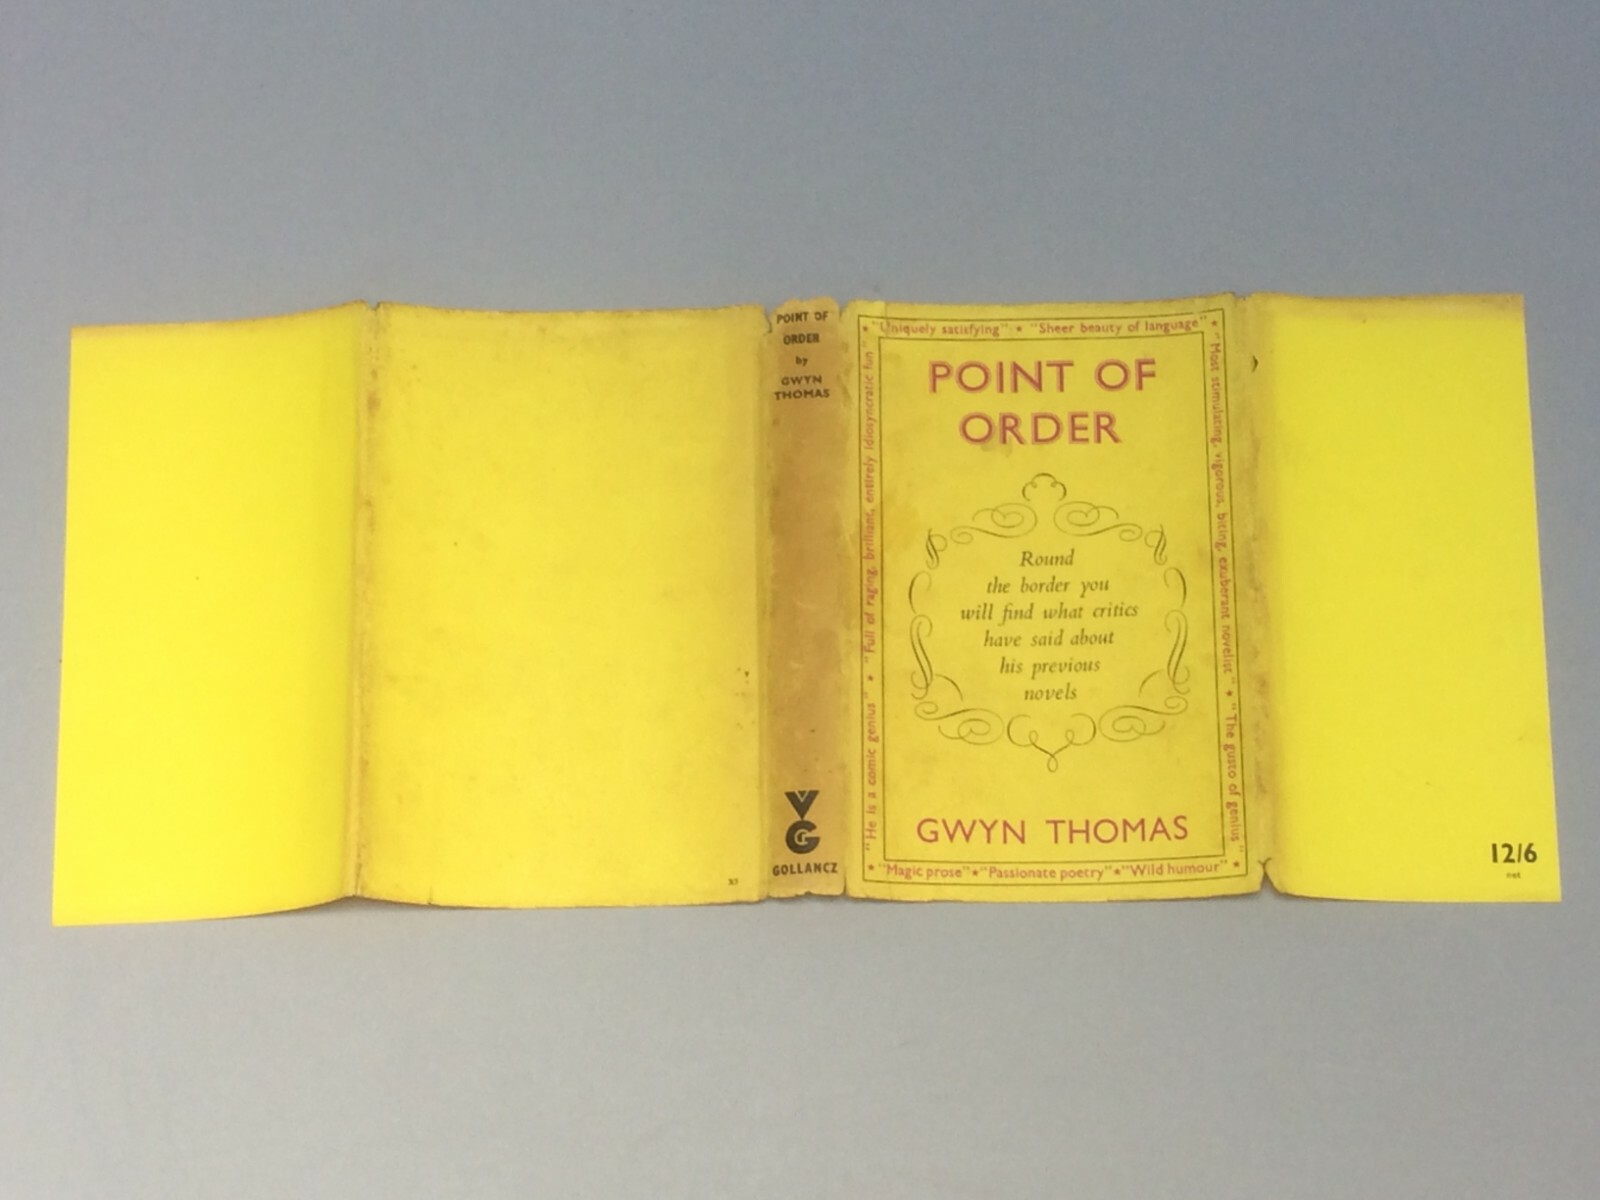 POINT OF
ORDER
by
GWYN
THOMAS
VG
GOLLANCZ
★ "Uniquely satisfying" ★ "Sheer beauty of language" ★
"Most stimulating, vigorous, biting, exuberant novelist" ★ "The gusto of genius" ★
★ "Magic prose" ★ "Passionate poetry" ★ "Wild humour" ★
"He is a comic genius" ★ "Full of raging, brilliant, entirely idiosyncratic fun"
POINT OF
ORDER
Round
the border you
will find what critics
have said about
his previous
novels
GWYN THOMAS
12/6
net